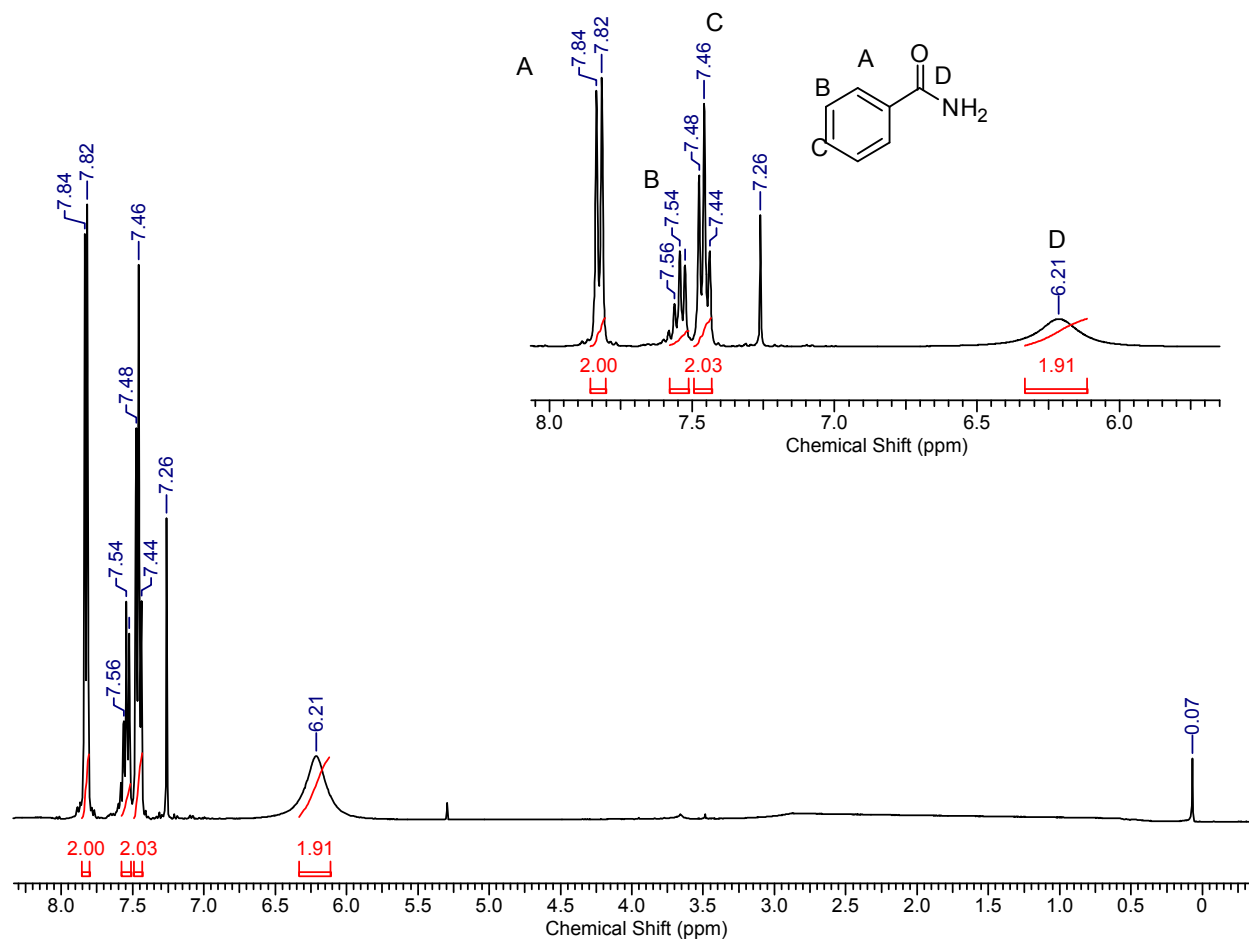 A
7.84
7.82
B
7.56
7.54
C
7.48
7.46
7.44
7.26
A
B
C
O
D
NH2
D
6.21
2.00
2.03
1.91
8.0 7.5 7.0 6.5 6.0
Chemical Shift (ppm)
7.84
7.82
7.56
7.54
7.48
7.46
7.44
7.26
6.21
0.07
2.00
2.03
1.91
8.0 7.5 7.0 6.5 6.0 5.5 5.0 4.5 4.0 3.5 3.0 2.5 2.0 1.5 1.0 0.5 0
Chemical Shift (ppm)